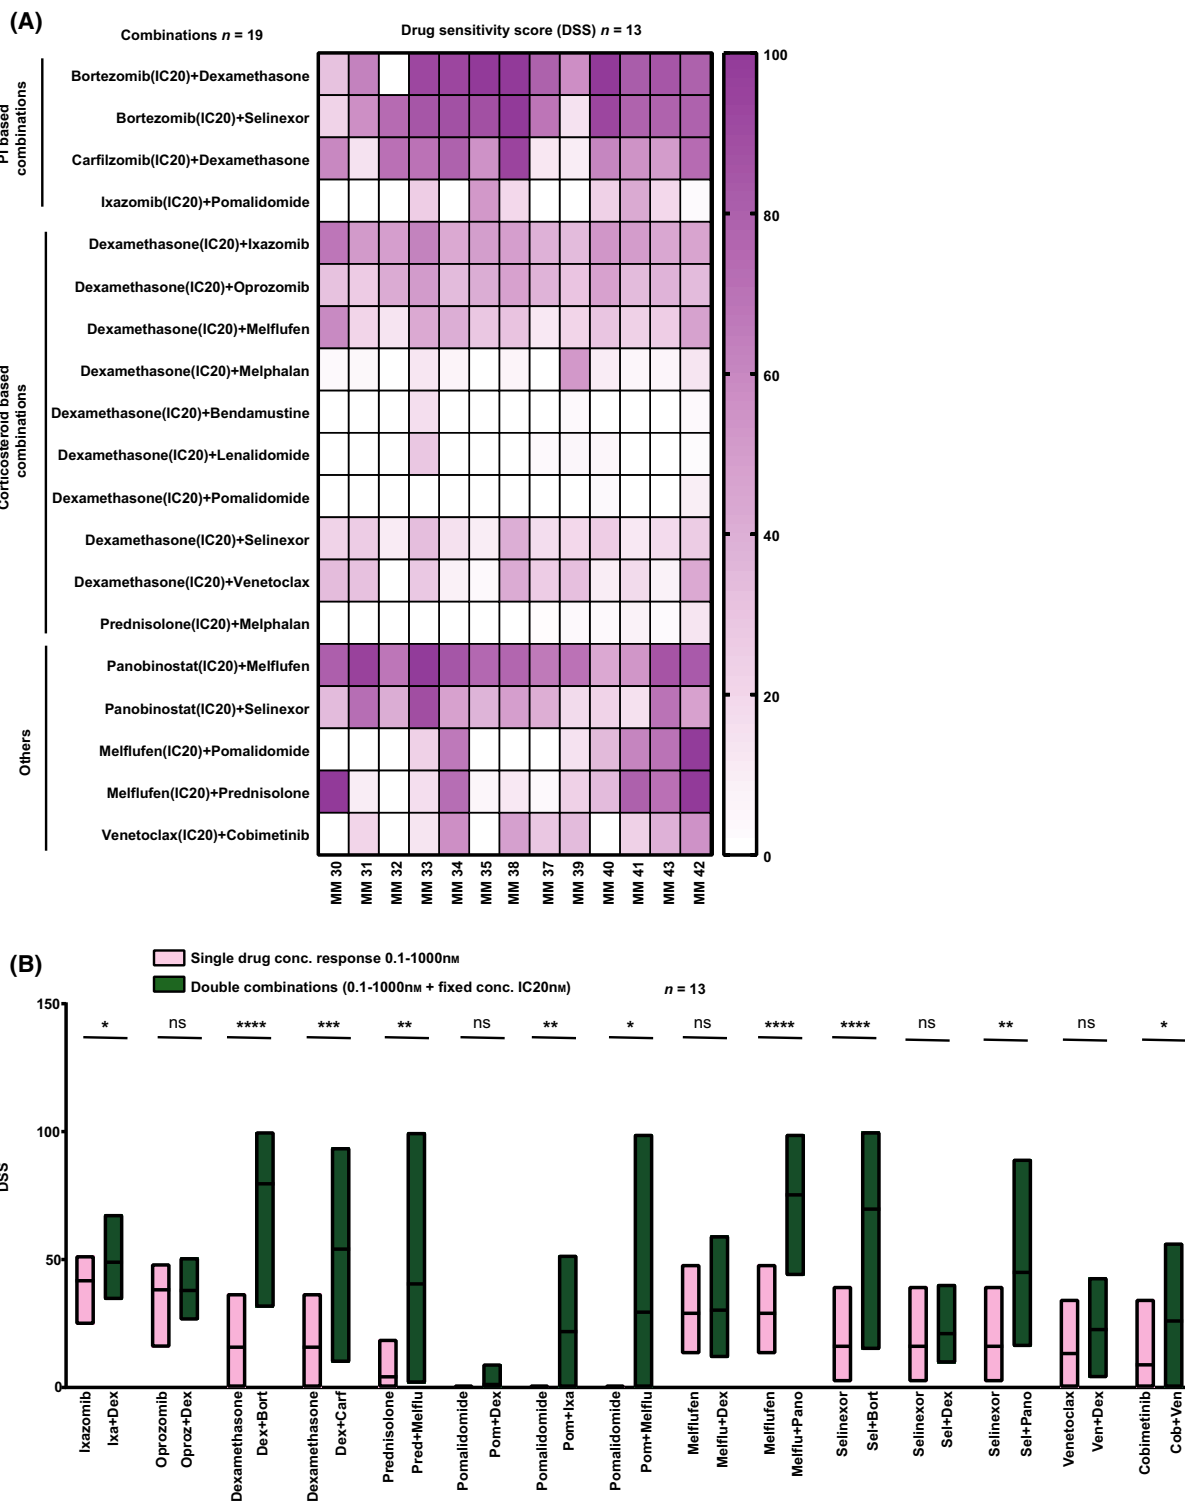 (A)
Combinations n = 19
Drug sensitivity score (DSS) n = 13
PI based
combinations
Bortezomib(IC20)+Dexamethasone
Bortezomib(IC20)+Selinexor
Carfilzomib(IC20)+Dexamethasone
Ixazomib(IC20)+Pomalidomide
Corticosteroid based
combinations
Dexamethasone(IC20)+Ixazomib
Dexamethasone(IC20)+Oprozomib
Dexamethasone(IC20)+Melflufen
Dexamethasone(IC20)+Melphalan
Dexamethasone(IC20)+Bendamustine
Dexamethasone(IC20)+Lenalidomide
Dexamethasone(IC20)+Pomalidomide
Dexamethasone(IC20)+Selinexor
Dexamethasone(IC20)+Venetoclax
Prednisolone(IC20)+Melphalan
Others
Panobinostat(IC20)+Melflufen
Panobinostat(IC20)+Selinexor
Melflufen(IC20)+Pomalidomide
Melflufen(IC20)+Prednisolone
Venetoclax(IC20)+Cobimetinib
100
80
60
40
20
0
MM 30
MM 31
MM 32
MM 33
MM 34
MM 35
MM 38
MM 37
MM 39
MM 40
MM 41
MM 43
MM 42
(B)
Single drug conc. response 0.1-1000nM
Double combinations (0.1-1000nM + fixed conc. IC20nM)
n = 13
DSS
150
100
50
0
* ns **** *** ** ns ** * ns **** **** ns ** ns *
Ixazomib
Ixa+Dex
Oprozomib
Oproz+Dex
Dexamethasone
Dex+Bort
Dexamethasone
Dex+Carf
Prednisolone
Pred+Melflu
Pomalidomide
Pom+Dex
Pomalidomide
Pom+Ixa
Pomalidomide
Pom+Melflu
Melflufen
Melflu+Dex
Melflufen
Melflu+Pano
Selinexor
Sel+Bort
Selinexor
Sel+Dex
Selinexor
Sel+Pano
Venetoclax
Ven+Dex
Cobimetinib
Cob+Ven